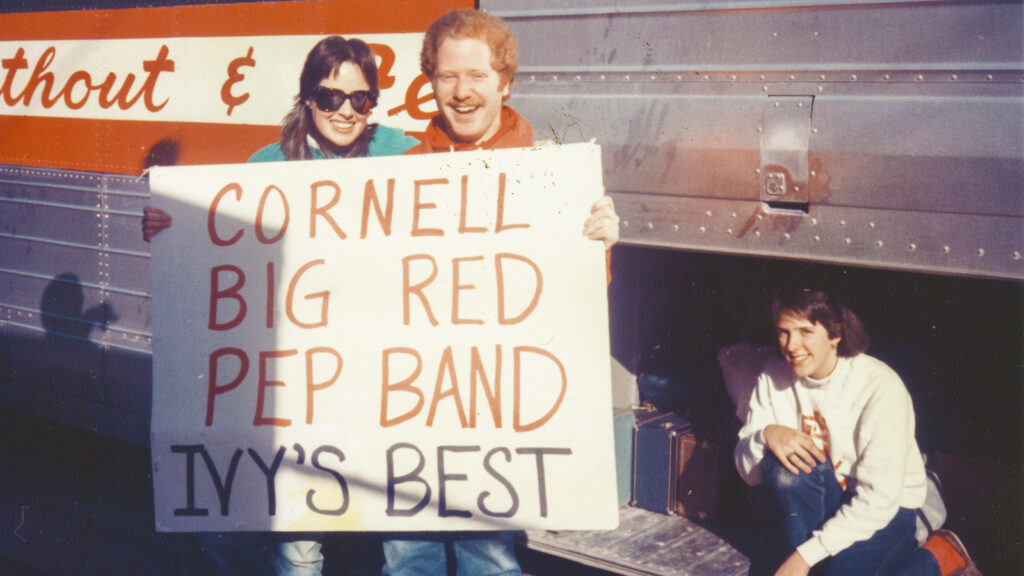 thout &
CORNELL
BIG RED
PEP BAND
IVY'S BEST